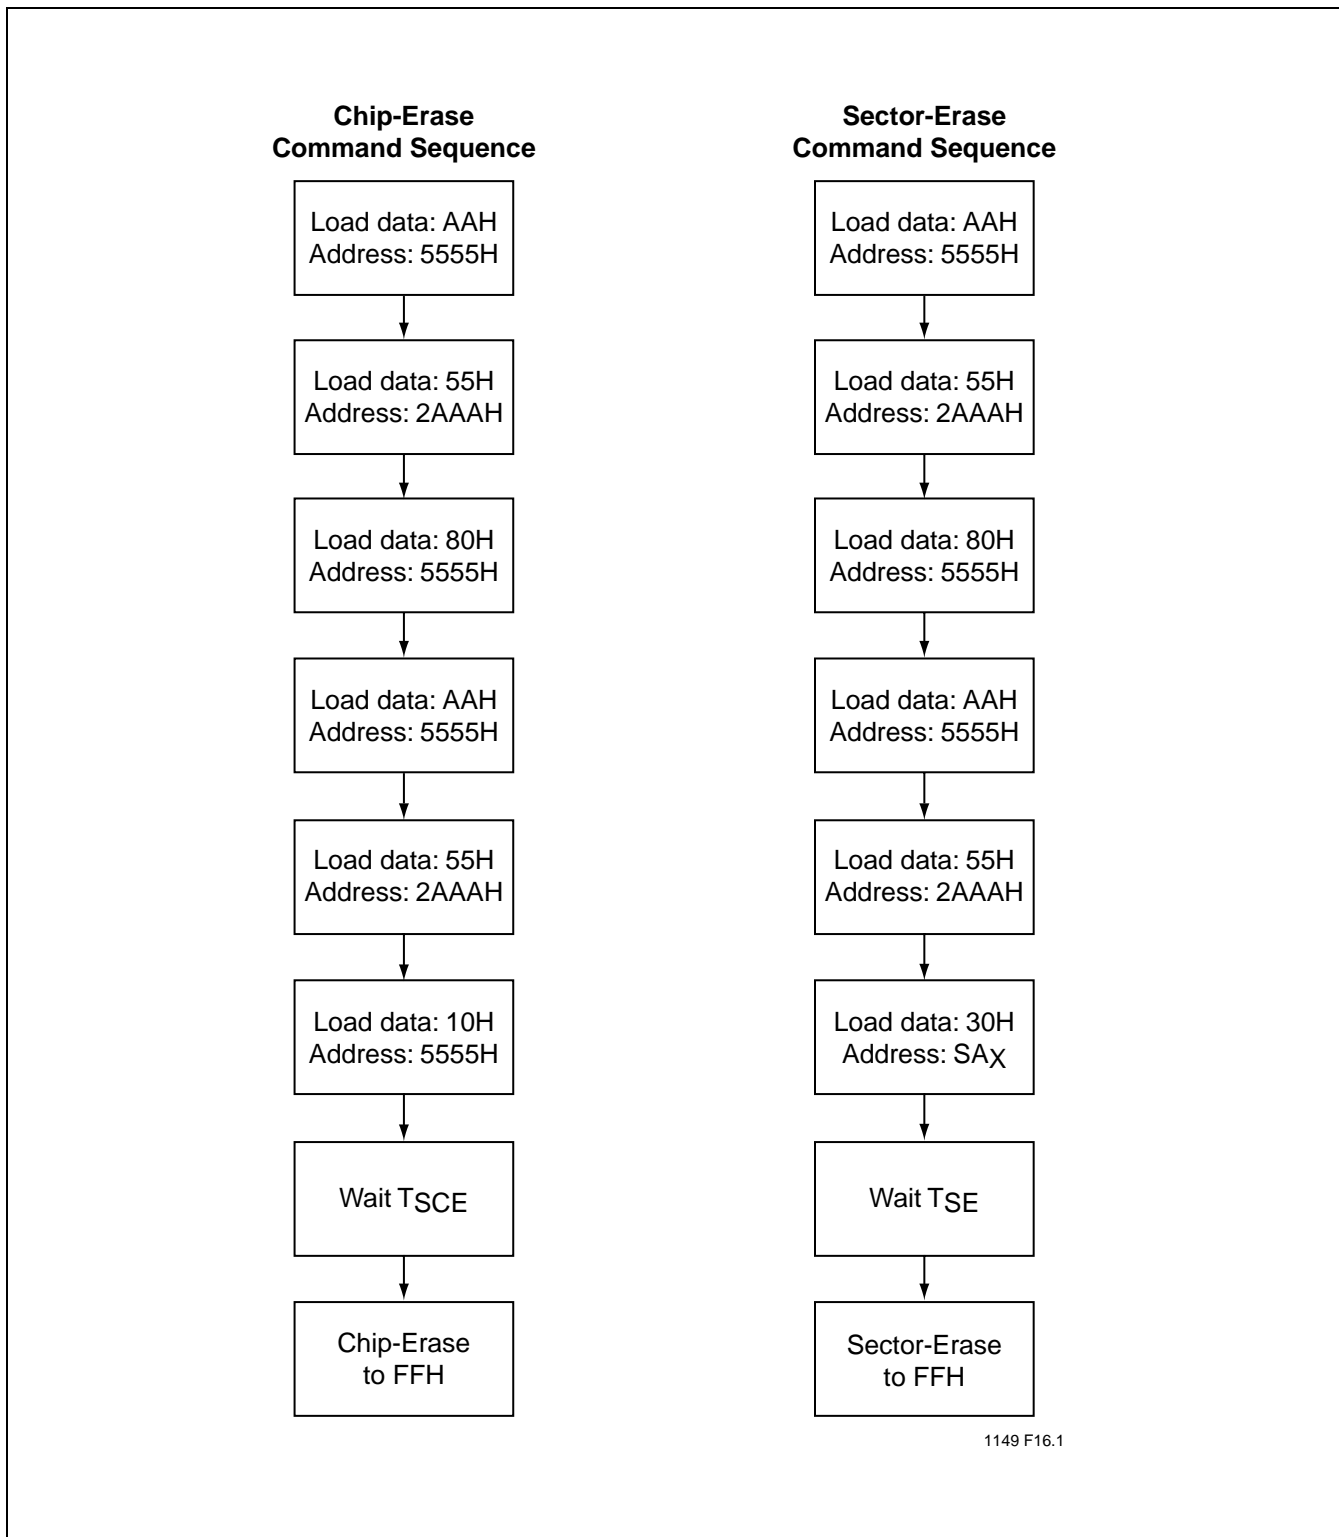 Chip-Erase
Command Sequence
Load data: AAH
Address: 5555H
Load data: 55H
Address: 2AAAH
Load data: 80H
Address: 5555H
Load data: AAH
Address: 5555H
Load data: 55H
Address: 2AAAH
Load data: 10H
Address: 5555H
Wait TSCE
Chip-Erase
to FFH
Sector-Erase
Command Sequence
Load data: AAH
Address: 5555H
Load data: 55H
Address: 2AAAH
Load data: 80H
Address: 5555H
Load data: AAH
Address: 5555H
Load data: 55H
Address: 2AAAH
Load data: 30H
Address: SAX
Wait TSE
Sector-Erase
to FFH
1149 F16.1